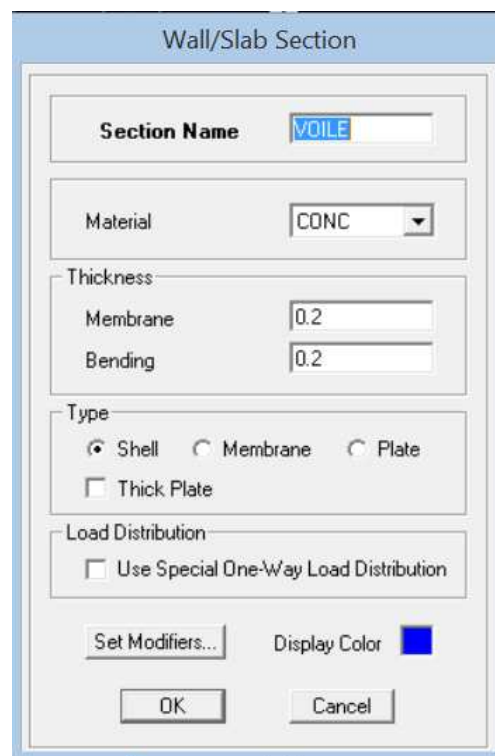 Wall/Slab Section
Section Name VOILE
Material CONC
Thickness
Membrane 0.2
Bending 0.2
Type
Shell Membrane Plate
Thick Plate
Load Distribution
Use Special One-Way Load Distribution
Set Modifiers... Display Color
OK Cancel